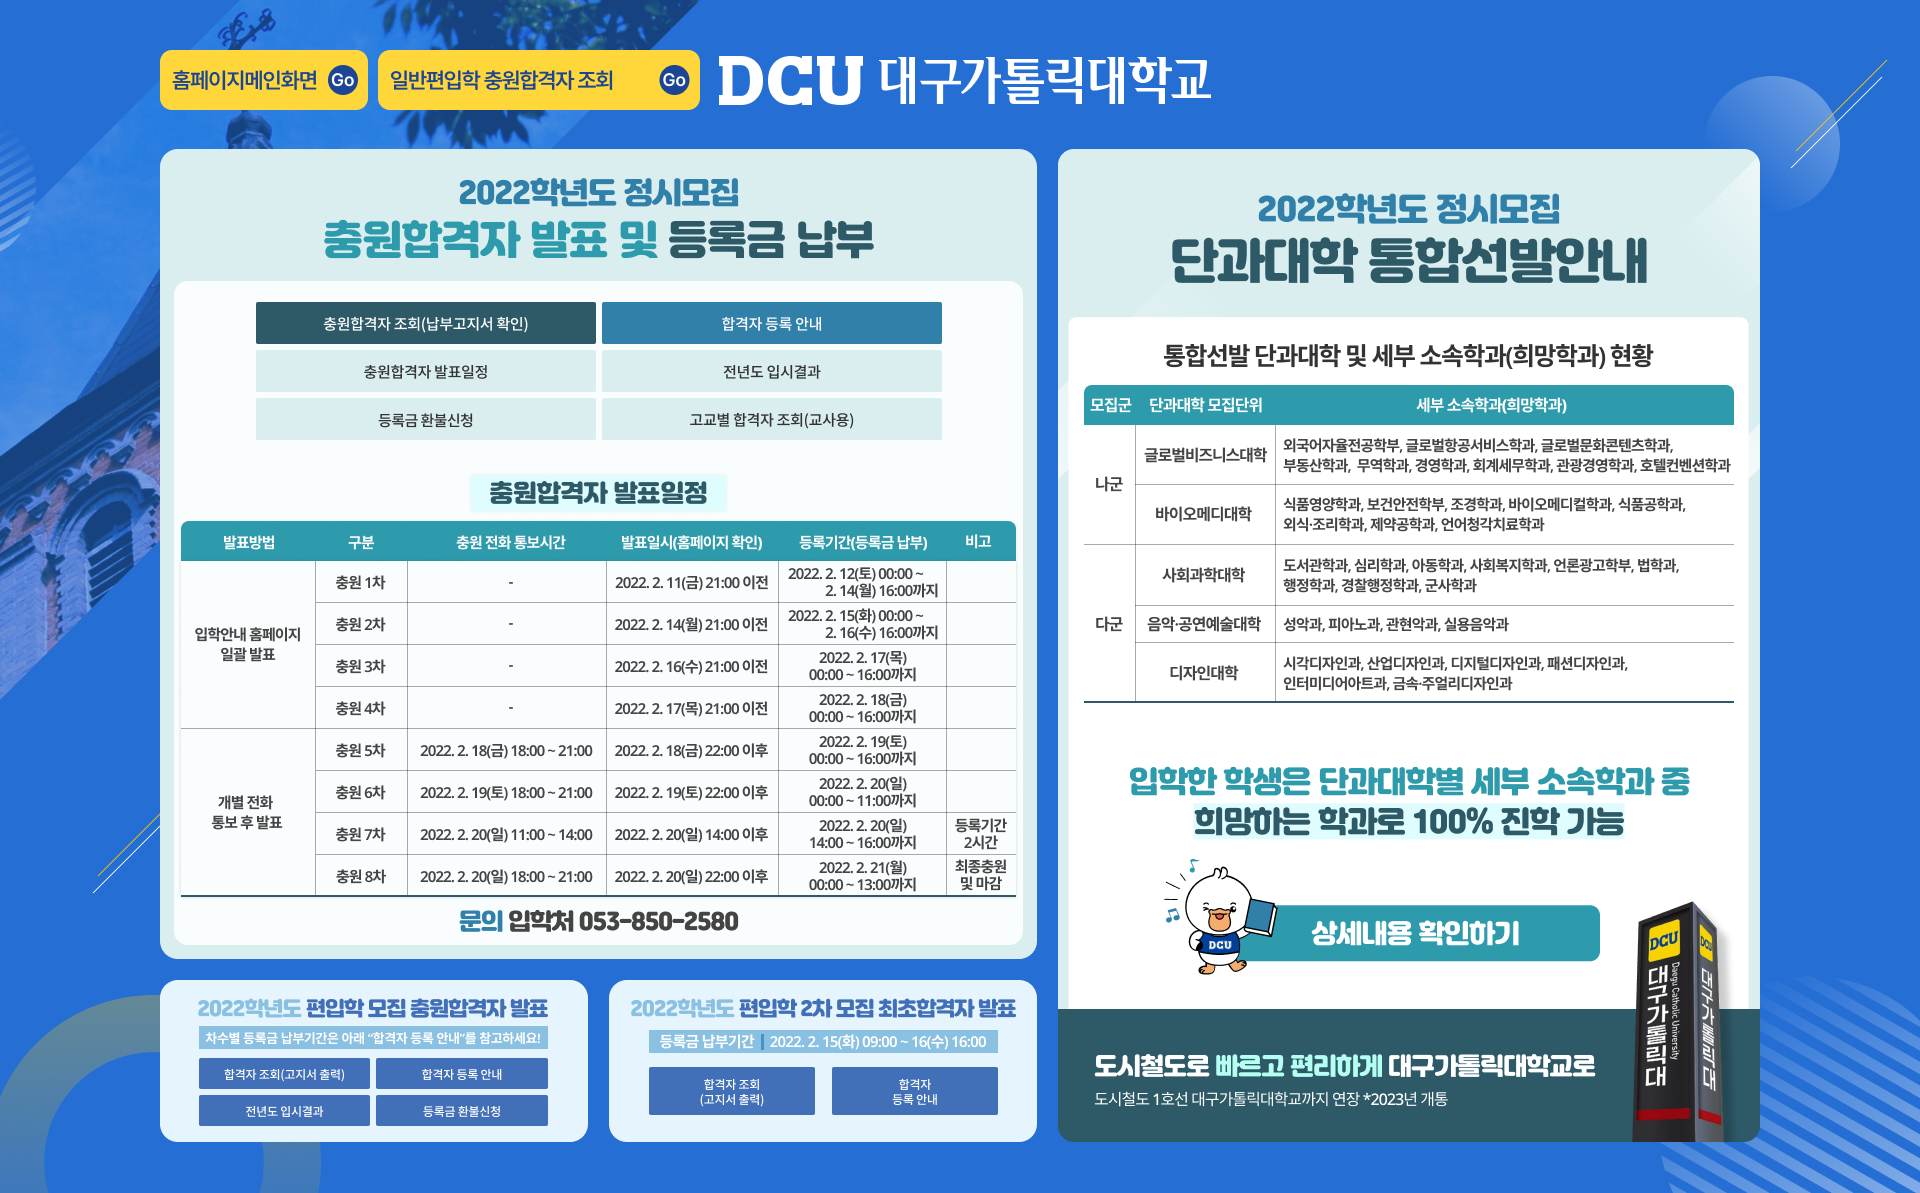 홈페이지메인화면 Go
일반편입학 충원합격자 조회 Go
DCU 대구가톨릭대학교
2022학년도 정시모집
충원합격자 발표 및 등록금 납부
충원합격자 조회(납부고지서 확인)
합격자 등록 안내
충원합격자 발표일정
전년도 입시결과
등록금 환불신청
고교별 합격자 조회(교사용)
충원합격자 발표일정
발표방법 구분 충원 전화 통보시간 발표일시(홈페이지 확인) 등록기간(등록금 납부) 비고
입학안내 홈페이지
일괄 발표
충원 1차 - 2022. 2. 11(금) 21:00 이전 2022. 2. 12(토) 00:00 ~
2. 14(월) 16:00까지
충원 2차 - 2022. 2. 14(월) 21:00 이전 2022. 2. 15(화) 00:00 ~
2. 16(수) 16:00까지
충원 3차 - 2022. 2. 16(수) 21:00 이전 2022. 2. 17(목)
00:00 ~ 16:00까지
충원 4차 - 2022. 2. 17(목) 21:00 이전 2022. 2. 18(금)
00:00 ~ 16:00까지
개별 전화
통보 후 발표
충원 5차 2022. 2. 18(금) 18:00 ~ 21:00 2022. 2. 18(금) 22:00 이후 2022. 2. 19(토)
00:00 ~ 16:00까지
충원 6차 2022. 2. 19(토) 18:00 ~ 21:00 2022. 2. 19(토) 22:00 이후 2022. 2. 20(일)
00:00 ~ 11:00까지
충원 7차 2022. 2. 20(일) 11:00 ~ 14:00 2022. 2. 20(일) 14:00 이후 2022. 2. 20(일)
14:00 ~ 16:00까지
등록기간
2시간
충원 8차 2022. 2. 20(일) 18:00 ~ 21:00 2022. 2. 20(일) 22:00 이후 2022. 2. 21(월)
00:00 ~ 13:00까지
최종충원
및 마감
문의 입학처 053-850-2580
2022학년도 편입학 모집 충원합격자 발표
차수별 등록금 납부기간은 아래 “합격자 등록 안내”를 참고하세요!
합격자 조회(고지서 출력)
합격자 등록 안내
전년도 입시결과
등록금 환불신청
2022학년도 편입학 2차 모집 최초합격자 발표
등록금 납부기간 2022. 2. 15(화) 09:00 ~ 16(수) 16:00
합격자 조회
(고지서 출력)
합격자
등록 안내
2022학년도 정시모집
단과대학 통합선발안내
통합선발 단과대학 및 세부 소속학과(희망학과) 현황
모집군 단과대학 모집단위 세부 소속학과(희망학과)
나군
글로벌비즈니스대학
외국어자율전공학부, 글로벌항공서비스학과, 글로벌문화콘텐츠학과,
부동산학과, 무역학과, 경영학과, 회계세무학과, 관광경영학과, 호텔컨벤션학과
바이오메디대학
식품영양학과, 보건안전학부, 조경학과, 바이오메디컬학과, 식품공학과,
외식·조리학과, 제약공학과, 언어청각치료학과
다군
사회과학대학
도서관학과, 심리학과, 아동학과, 사회복지학과, 언론광고학부, 법학과,
행정학과, 경찰행정학과, 군사학과
음악·공연예술대학
성악과, 피아노과, 관현악과, 실용음악과
디자인대학
시각디자인과, 산업디자인과, 디지털디자인과, 패션디자인과,
인터미디어아트과, 금속·주얼리디자인과
입학한 학생은 단과대학별 세부 소속학과 중
희망하는 학과로 100% 진학 가능
DCU
상세내용 확인하기
DCU
대구가톨릭대
Daegu Catholic University
DCU
대구가톨릭대
도시철도로 빠르고 편리하게 대구가톨릭대학교로
도시철도 1호선 대구가톨릭대학교까지 연장 *2023년 개통